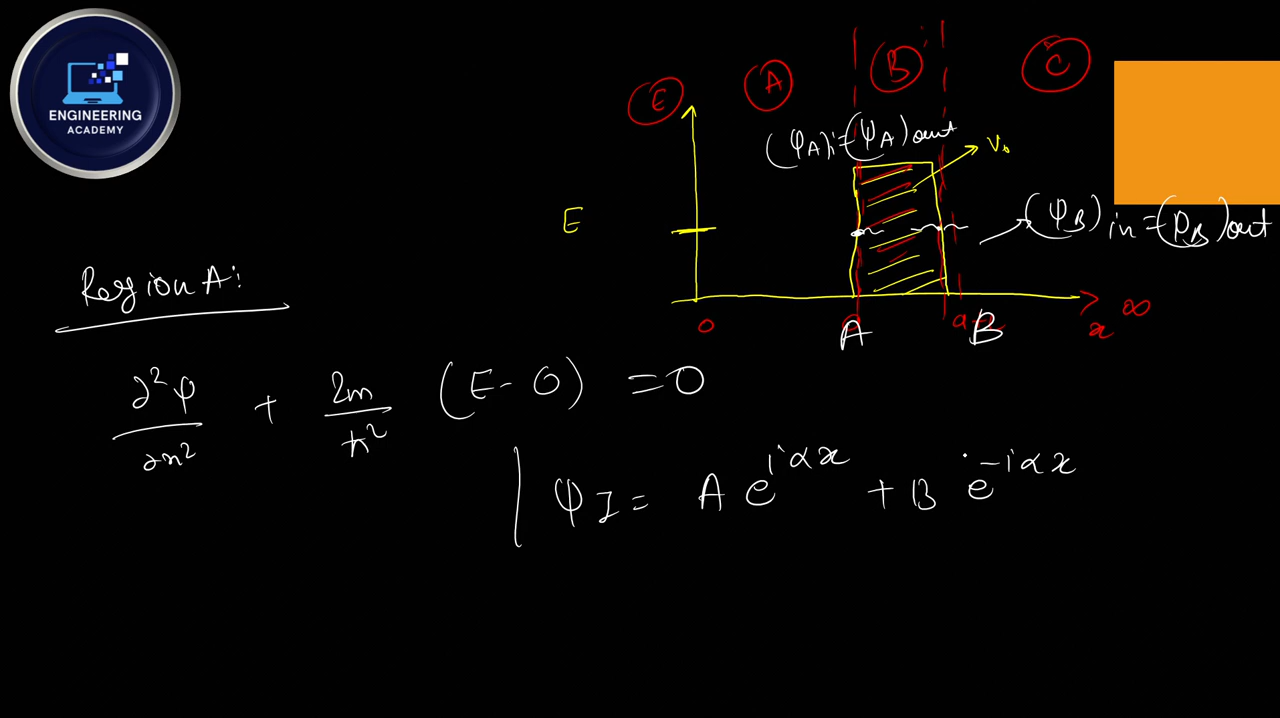 ENGINEERING
ACADEMY
E A B C
(ψA)i=(ψA)out
V₀
E
(ψB)in=(ψB)out
Region A:
0 A B x ∞
∂²ψ/∂x² + 2m/ħ² (E - 0) = 0
ψI = A e^{iαx} + B e^{-iαx}